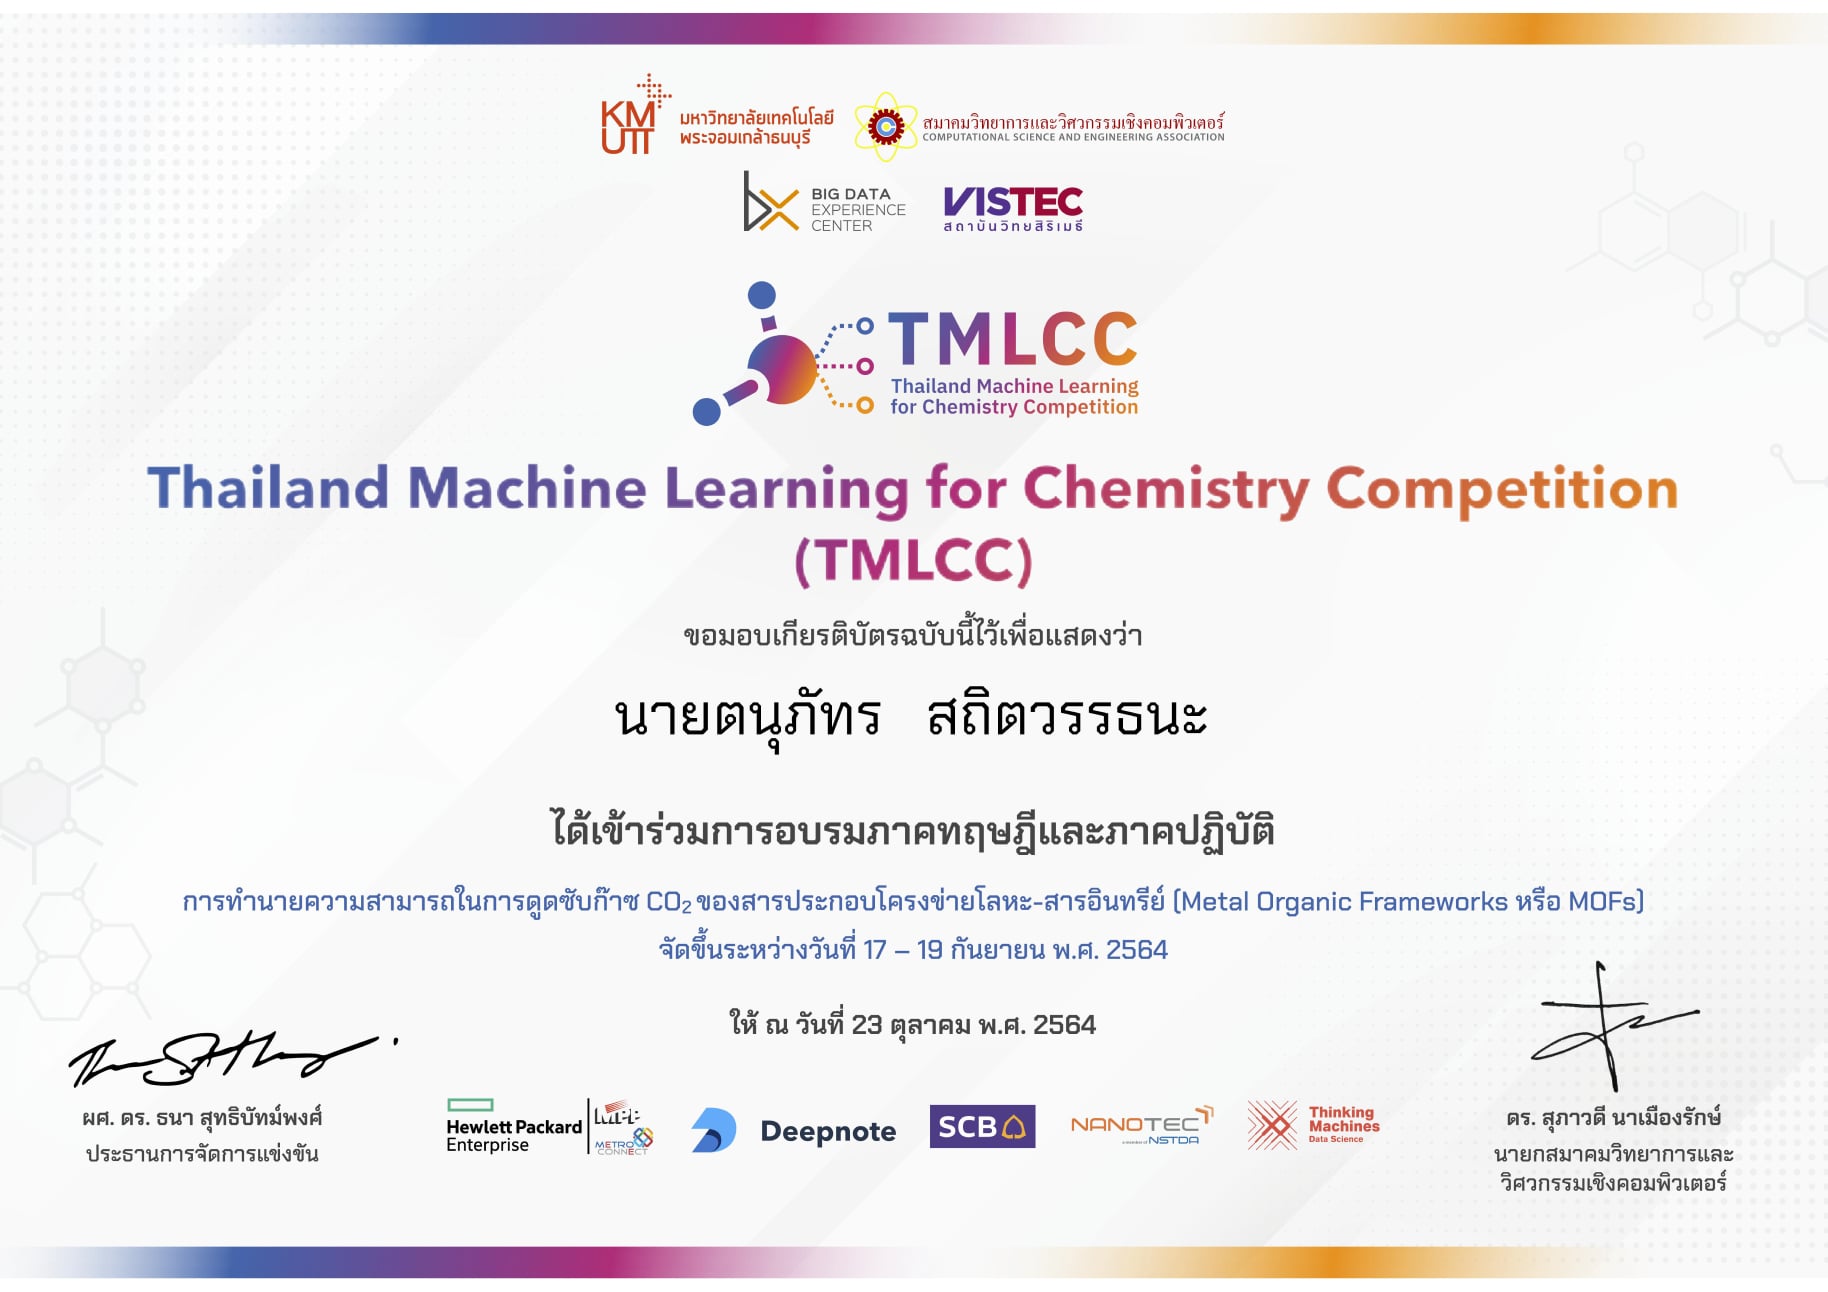 KMUTT
มหาวิทยาลัยเทคโนโลยี
พระจอมเกล้าธนบุรี
สมาคมวิทยาการและวิศวกรรมเชิงคอมพิวเตอร์
COMPUTATIONAL SCIENCE AND ENGINEERING ASSOCIATION
bx
BIG DATA
EXPERIENCE
CENTER
VISTEC
สถาบันวิทยสิริเมธี
TMLCC
Thailand Machine Learning
for Chemistry Competition
Thailand Machine Learning for Chemistry Competition
(TMLCC)
ขอมอบเกียรติบัตรฉบับนี้ไว้เพื่อแสดงว่า
นายตนุภัทร สถิตวรรธนะ
ได้เข้าร่วมการอบรมภาคทฤษฎีและภาคปฏิบัติ
การทำนายความสามารถในการดูดซับก๊าซ CO₂ ของสารประกอบโครงข่ายโลหะ-สารอินทรีย์ (Metal Organic Frameworks หรือ MOFs)
จัดขึ้นระหว่างวันที่ 17 – 19 กันยายน พ.ศ. 2564
ให้ ณ วันที่ 23 ตุลาคม พ.ศ. 2564
ผศ. ดร. ธนา สุทธิบัทม์พงศ์
ประธานการจัดการแข่งขัน
Hewlett Packard
Enterprise
METRO
CONNECT
Deepnote
SCB
NANOTEC
a member of NSTDA
Thinking
Machines
Data Science
ดร. สุภาวดี นาเมืองรักษ์
นายกสมาคมวิทยาการและ
วิศวกรรมเชิงคอมพิวเตอร์